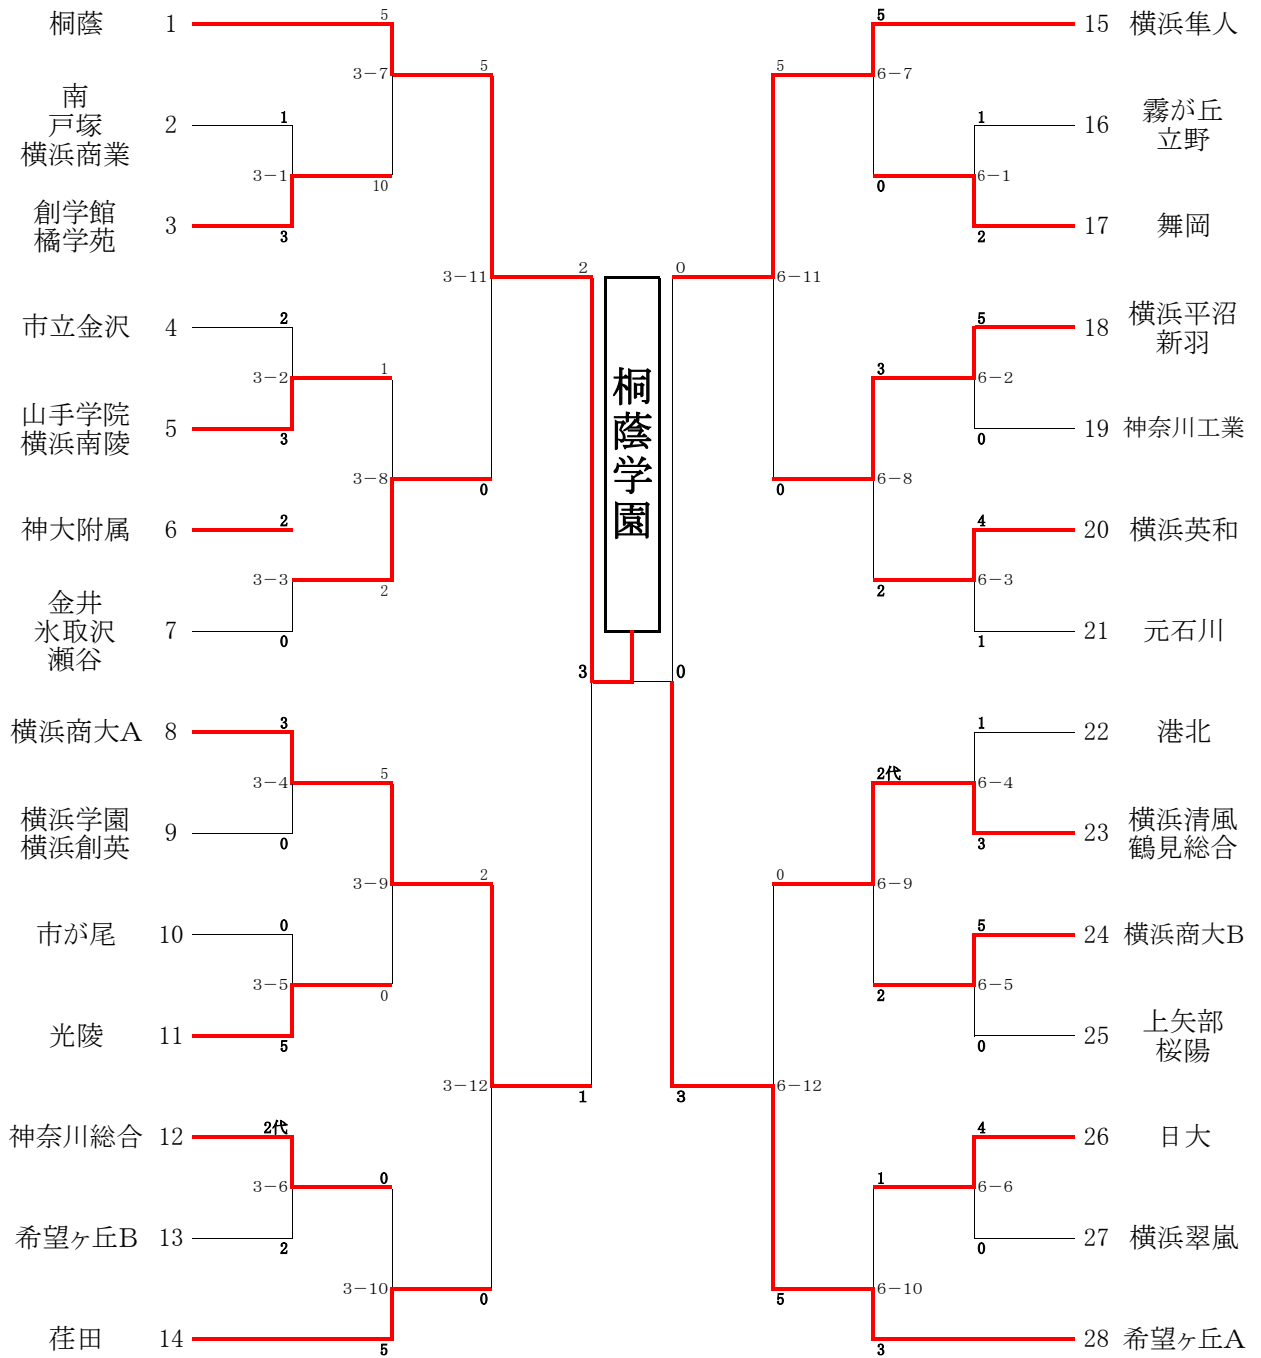 桐蔭 1
南
戸塚
横浜商業
2
創学館
橘学苑
3
市立金沢 4
山手学院
横浜南陵
5
神大附属 6
金井
氷取沢
瀬谷
7
横浜商大A 8
横浜学園
横浜創英
9
市が尾 10
光陵 11
神奈川総合 12
希望ヶ丘B 13
荏田 14
5
1
3-1
3
3-7
10
5
2
3-2
3
1
2
3-3
0
3-8
2
3-11
0
2
3
3-4
0
5
0
3-5
5
3-9
0
2
2代
3-6
2
0
3-10
5
3-12
0
1
3
桐蔭学園
0
0
3
5
5
6-7
0
1
6-1
2
6-11
0
3
5
6-2
0
6-8
2
4
6-3
1
0
2代
1
6-4
3
6-9
2
5
6-5
0
6-12
5
1
4
6-6
0
6-10
3
15 横浜隼人
16
霧が丘
立野
17 舞岡
18
横浜平沼
新羽
19 神奈川工業
20 横浜英和
21 元石川
22 港北
23
横浜清風
鶴見総合
24 横浜商大B
25
上矢部
桜陽
26 日大
27 横浜翠嵐
28 希望ヶ丘A